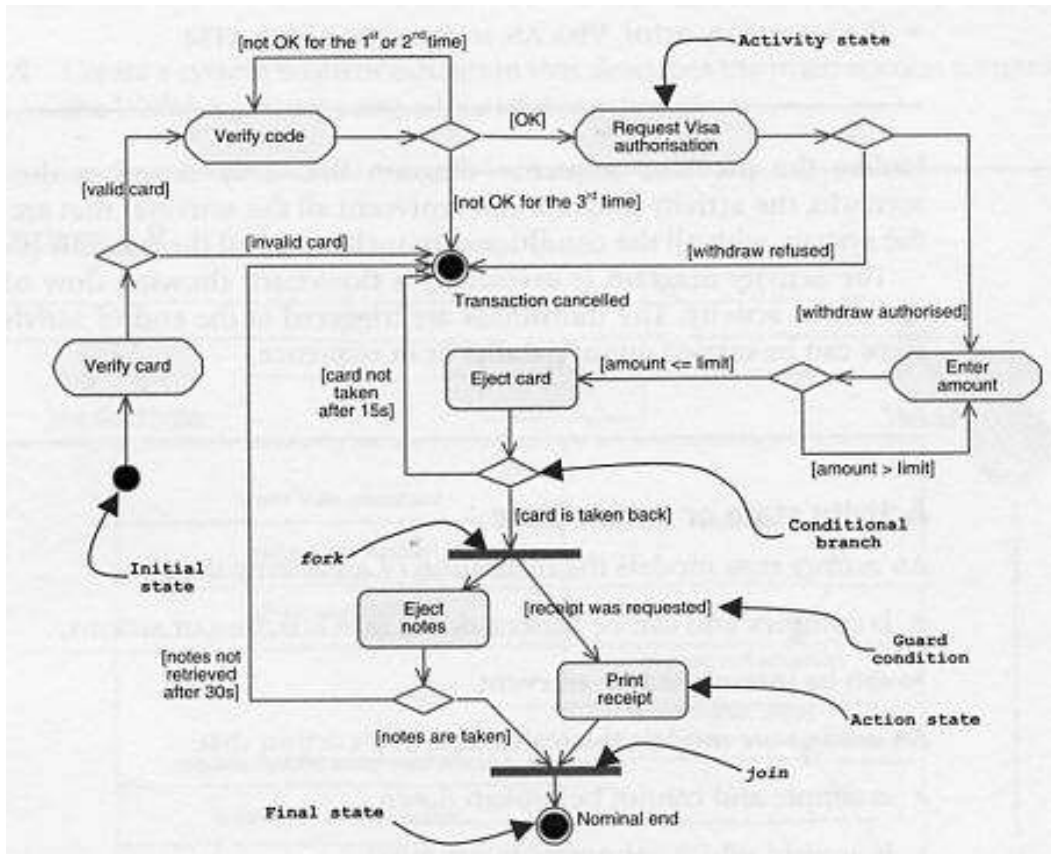 [not OK for the 1st or 2nd time]
Activity state
Verify code
[OK]
Request Visa
authorisation
[valid card]
[not OK for the 3rd time]
[invalid card]
[withdraw refused]
Transaction cancelled
[withdraw authorised]
Verify card
[card not
taken
after 15s]
Eject card
[amount <= limit]
Enter
amount
[amount > limit]
[card is taken back]
Conditional
branch
fork
Initial
state
Eject
notes
[receipt was requested]
Guard
condition
[notes not
retrieved
after 30s]
Print
receipt
Action state
[notes are taken]
join
Final state
Nominal end